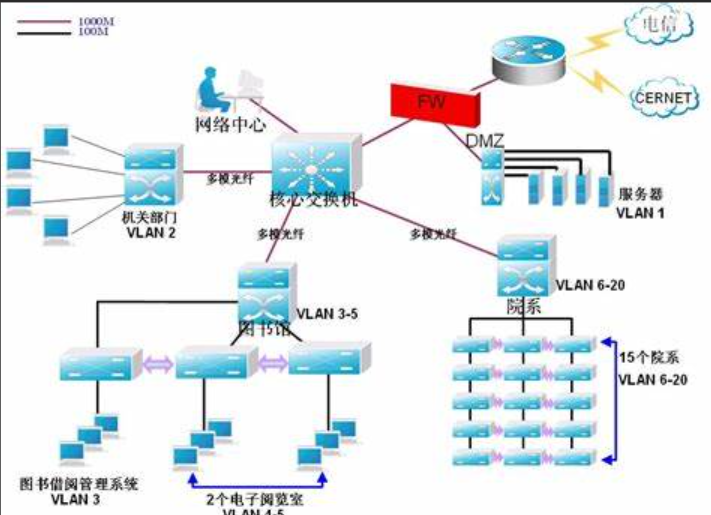 1000M
100M
电信
CERNET
FW
网络中心
DMZ
服务器
VLAN 1
多模光纤
核心交换机
机关部门
VLAN 2
多模光纤
多模光纤
VLAN 3-5
图书馆
VLAN 6-20
院系
15个院系
VLAN 6-20
图书借阅管理系统
VLAN 3
2个电子阅览室
VLAN 4-5